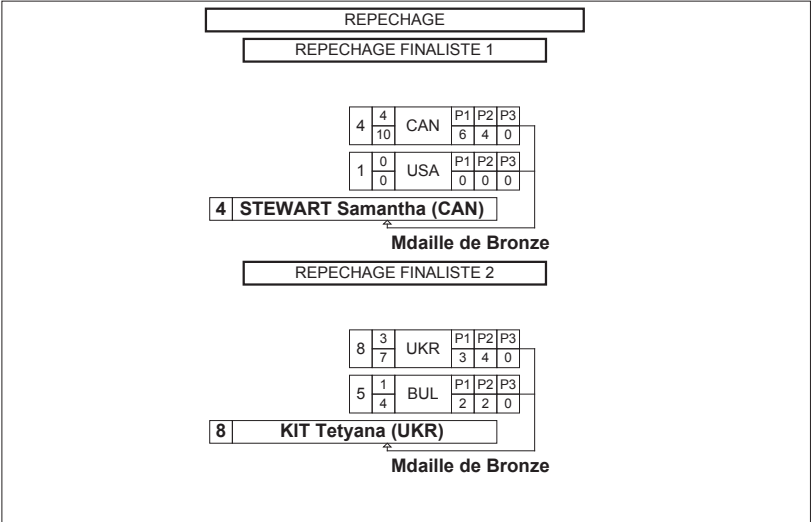 REPECHAGE
REPECHAGE FINALISTE 1
4 4 CAN P1 P2 P3
10 6 4 0
1 0 USA P1 P2 P3
0 0 0 0
4 STEWART Samantha (CAN)
Mdaille de Bronze
REPECHAGE FINALISTE 2
8 3 UKR P1 P2 P3
7 3 4 0
5 1 BUL P1 P2 P3
4 2 2 0
8 KIT Tetyana (UKR)
Mdaille de Bronze